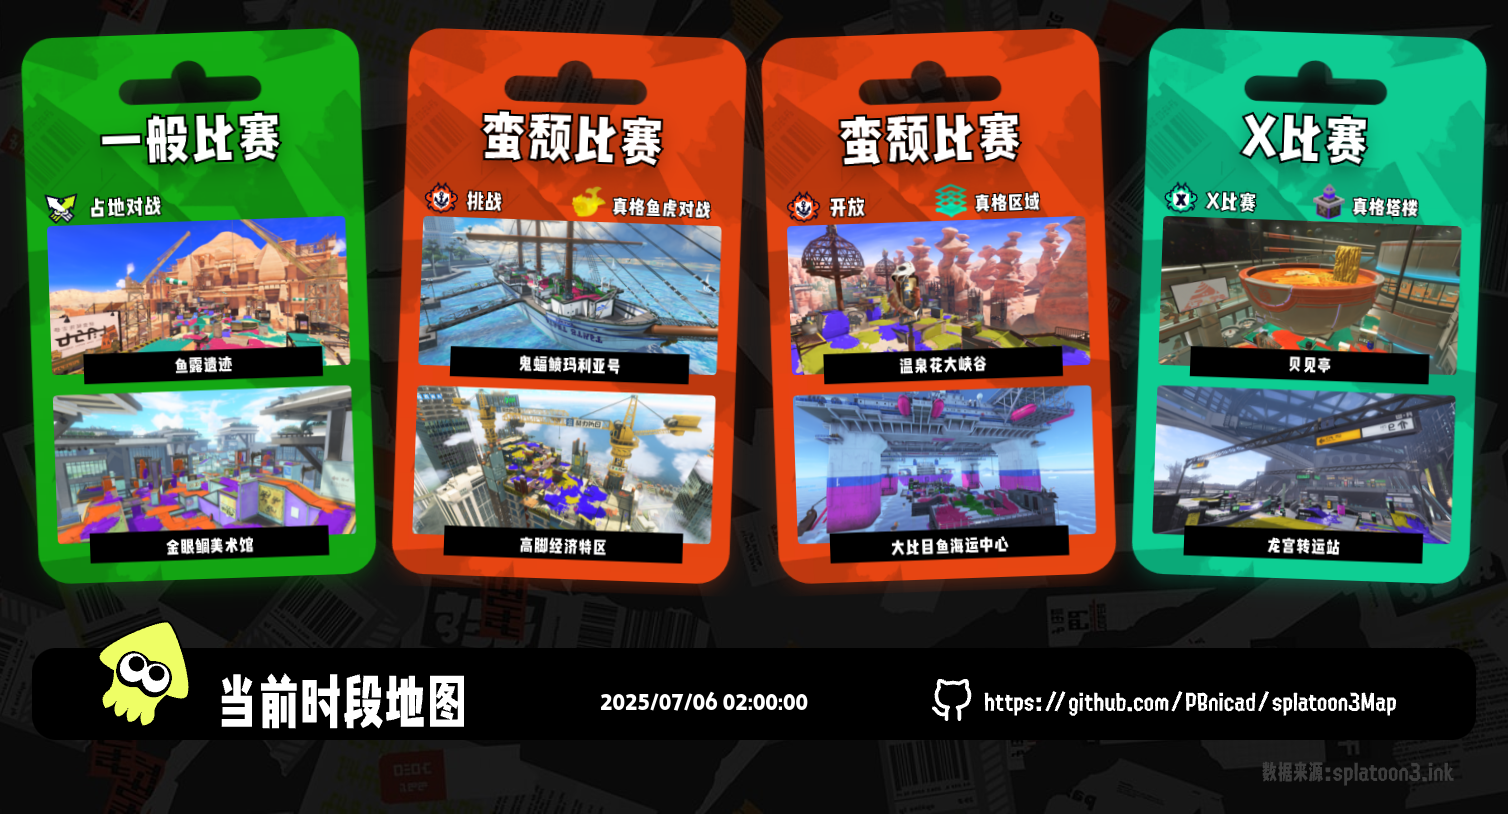 一般比赛
占地对战
鱼露遗迹
金眼鲷美术馆
蛮颓比赛
挑战
真格鱼虎对战
鬼蝠鲼玛利亚号
高脚经济特区
蛮颓比赛
开放
真格区域
温泉花大峡谷
大比目鱼海运中心
X比赛
X比赛
真格塔楼
贝见亭
龙宫转运站
当前时段地图
2025/07/06 02:00:00
https://github.com/PBnicad/splatoon3Map
数据来源:splatoon3.ink